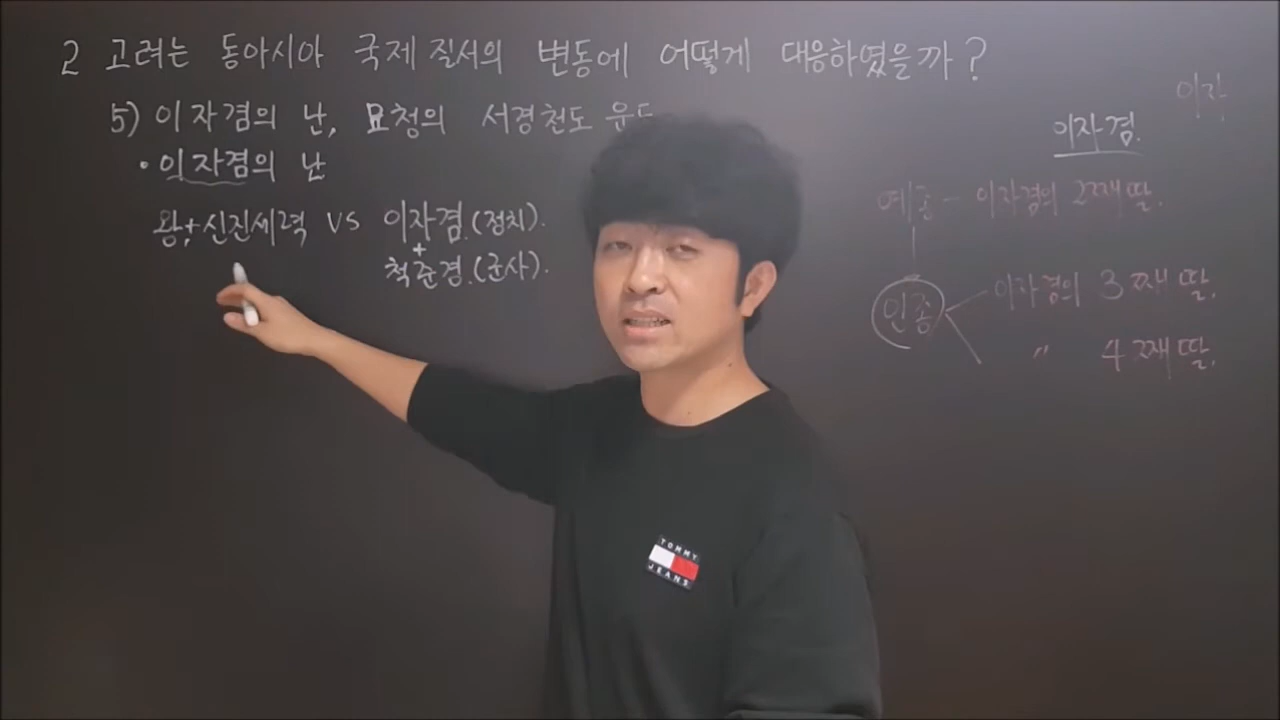 2 고려는 동아시아 국제 질서의 변동에 어떻게 대응하였을까?
5) 이자겸의 난, 묘청의 서경천도
• 이자겸의 난
왕+신진세력 VS 이자겸.(정치).
+
척준경.(군사).
이자
이자겸.
예종 - 이자겸의 2째딸.
인종
이자겸의 3째 딸.
〃 4째딸.
TOMMY
JEANS